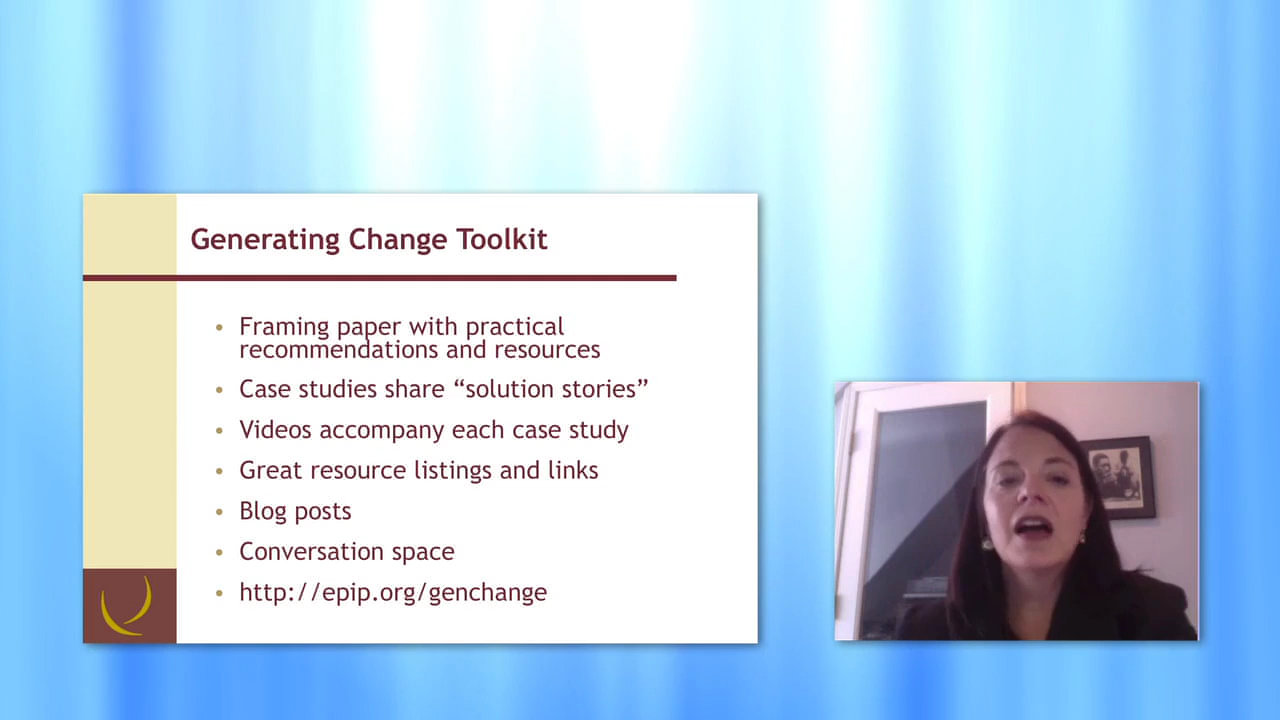 Generating Change Toolkit
• Framing paper with practical
recommendations and resources
• Case studies share “solution stories”
• Videos accompany each case study
• Great resource listings and links
• Blog posts
• Conversation space
• http://epip.org/genchange